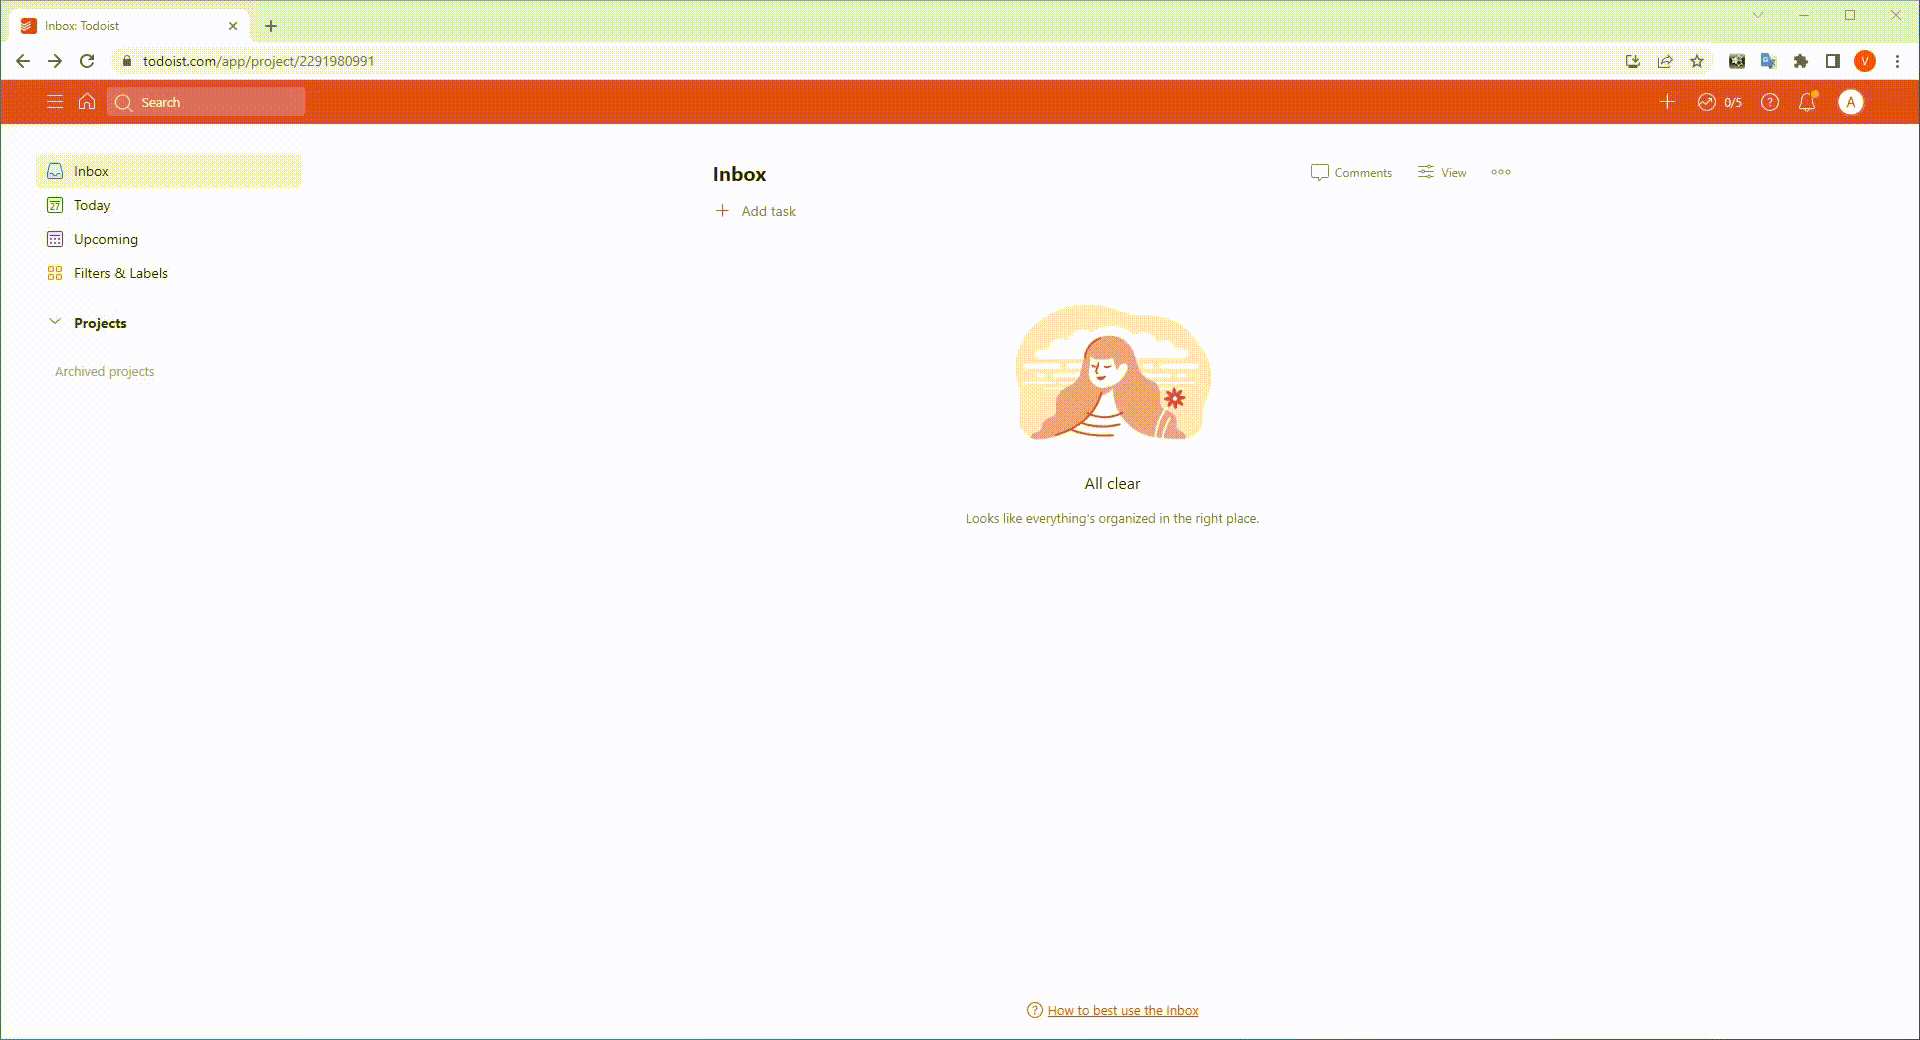 Inbox: Todoist
todoist.com/app/project/2291980991
V
Search
0/5
A
Inbox
27 Today
Upcoming
Filters & Labels
Projects
Archived projects
Inbox
Comments
View
Add task
All clear
Looks like everything's organized in the right place.
How to best use the Inbox